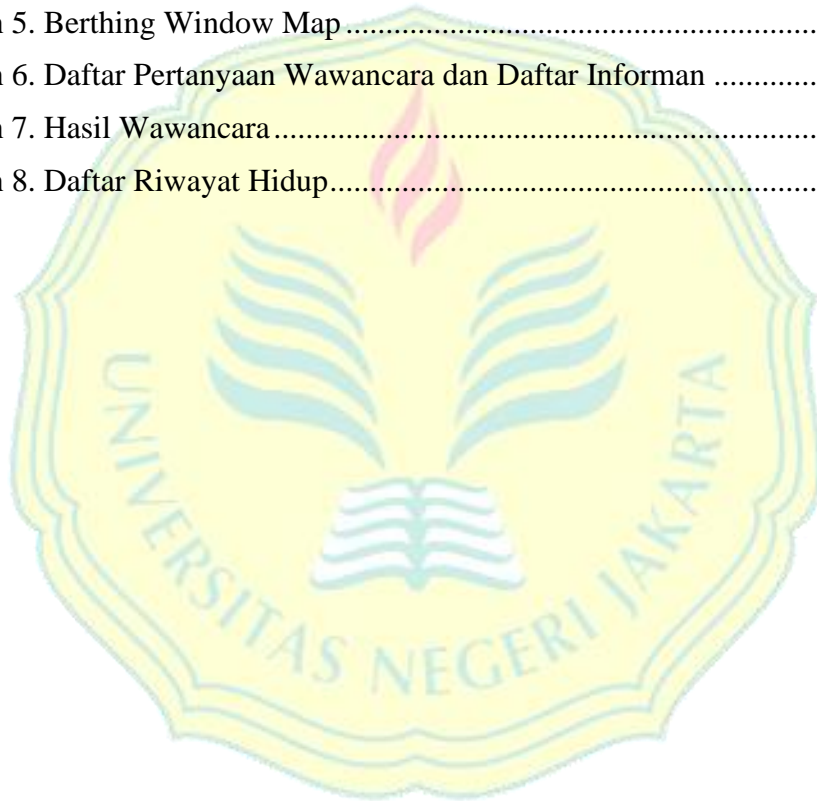 n 5. Berthing Window Map ............................................................
n 6. Daftar Pertanyaan Wawancara dan Daftar Informan .............
n 7. Hasil Wawancara .....................................................................
n 8. Daftar Riwayat Hidup..............................................................
UNIVERSITAS NEGERI JAKARTA